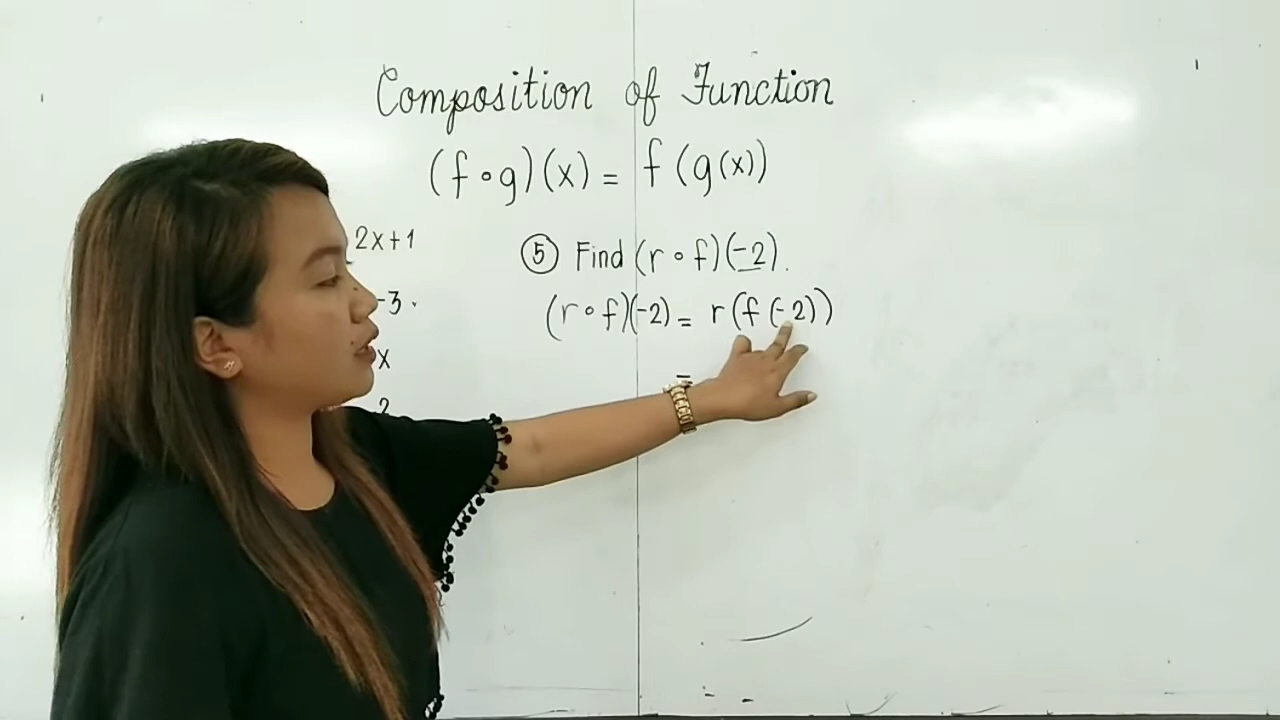 Composition of Function
(f∘g)(x) = f(g(x))
2x+1
-3
x
2
⑤ Find (r∘f)(-2).
(r∘f)(-2) = r(f(-2))
=